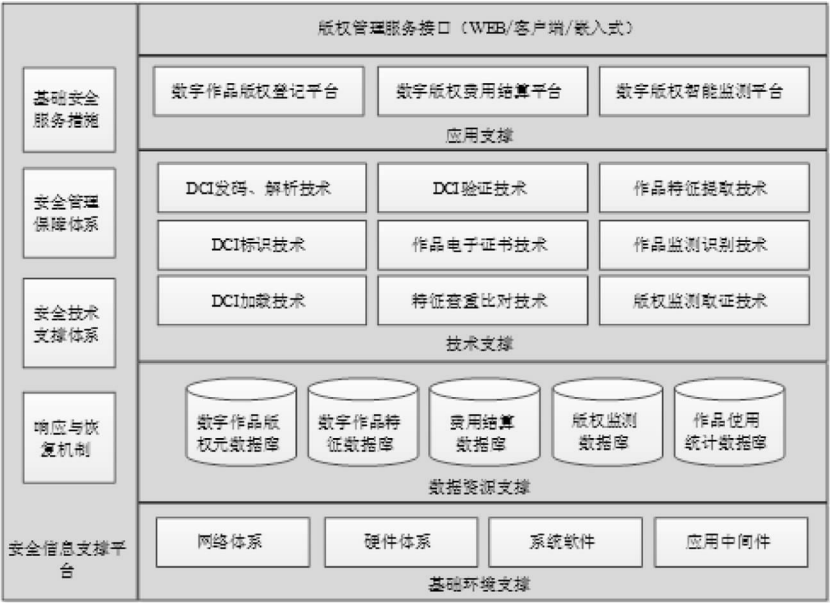 版权管理服务接口（WEB/客户端/嵌入式）
基础安全
服务措施
安全管理
保障体系
安全技术
支撑体系
响应与恢
复机制
安全信息支撑平
台
数字作品版权登记平台
数字版权费用结算平台
数字版权智能监测平台
应用支撑
DCI发码、解析技术
DCI验证技术
作品特征提取技术
DCI标识技术
作品电子证书技术
作品监测识别技术
DCI加载技术
特征查重比对技术
版权监测取证技术
技术支撑
数字作品版
权元数据库
数字作品特
征数据库
费用结算
数据库
版权监测
数据库
作品使用
统计数据库
数据资源支撑
网络体系
硬件体系
系统软件
应用中间件
基础环境支撑